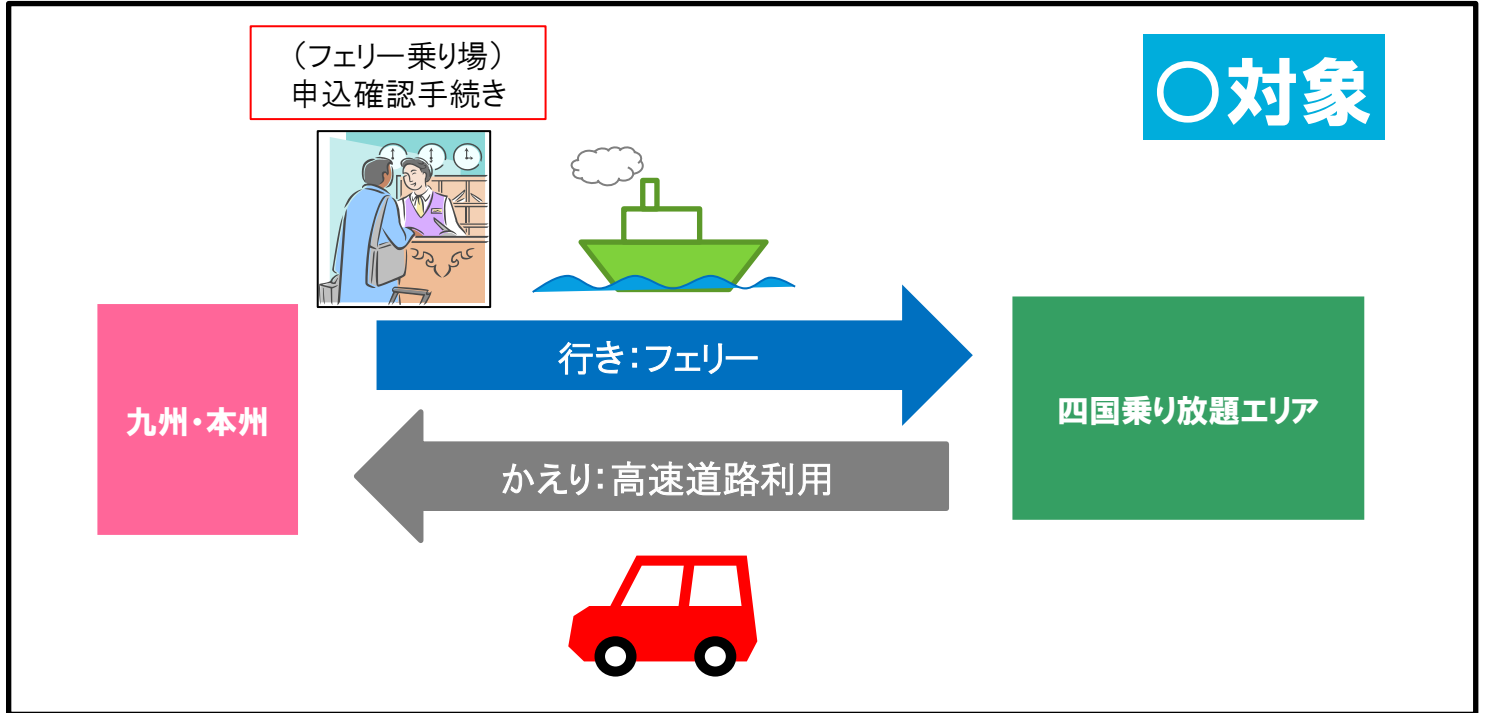 （フェリー乗り場）
申込確認手続き
○対象
行き：フェリー
九州・本州
四国乗り放題エリア
かえり：高速道路利用